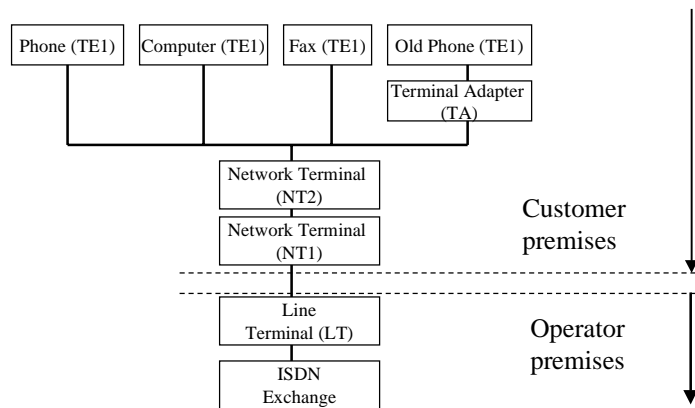 Phone (TE1)
Computer (TE1)
Fax (TE1)
Old Phone (TE1)
Terminal Adapter
(TA)
Network Terminal
(NT2)
Network Terminal
(NT1)
Customer
premises
Line
Terminal (LT)
Operator
premises
ISDN
Exchange